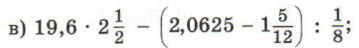 в) 19,6 · 2 1/2 − (2,0625 − 1 5/12) : 1/8;